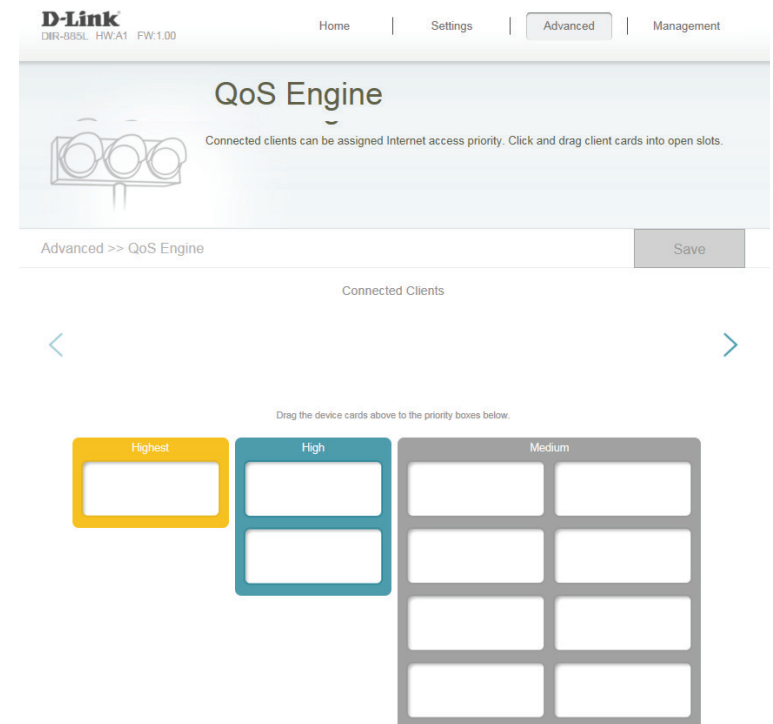 D-Link
DIR-885L HW:A1 FW:1.00
Home
Settings
Advanced
Management
QoS Engine
Connected clients can be assigned Internet access priority. Click and drag client cards into open slots.
Advanced >> QoS Engine
Save
Connected Clients
Drag the device cards above to the priority boxes below.
Highest
High
Medium